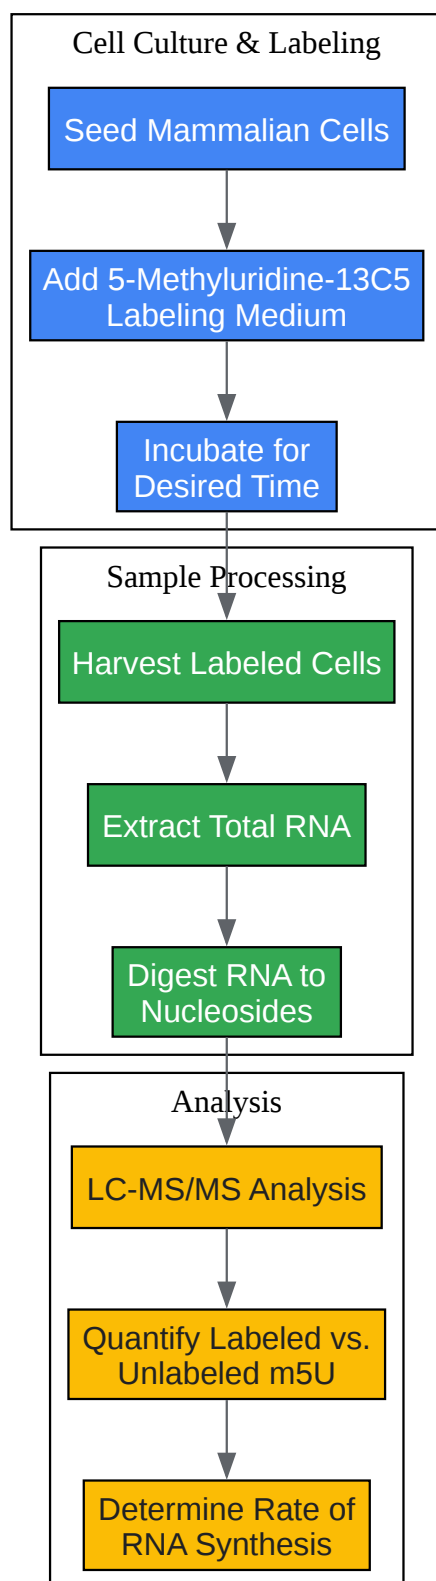 Cell Culture & Labeling
Seed Mammalian Cells
Add 5-Methyluridine-13C5
Labeling Medium
Incubate for
Desired Time
Sample Processing
Harvest Labeled Cells
Extract Total RNA
Digest RNA to
Nucleosides
Analysis
LC-MS/MS Analysis
Quantify Labeled vs.
Unlabeled m5U
Determine Rate of
RNA Synthesis